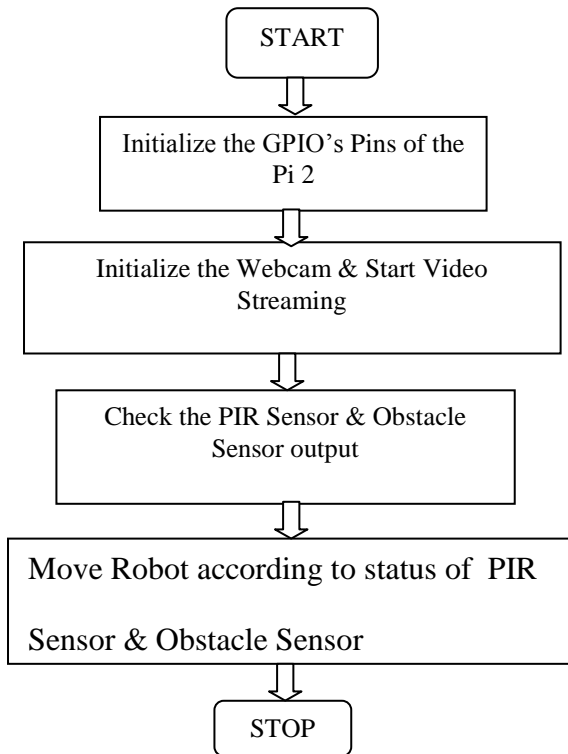 START
Initialize the GPIO’s Pins of the
Pi 2
Initialize the Webcam & Start Video
Streaming
Check the PIR Sensor & Obstacle
Sensor output
Move Robot according to status of  PIR
Sensor & Obstacle Sensor
STOP